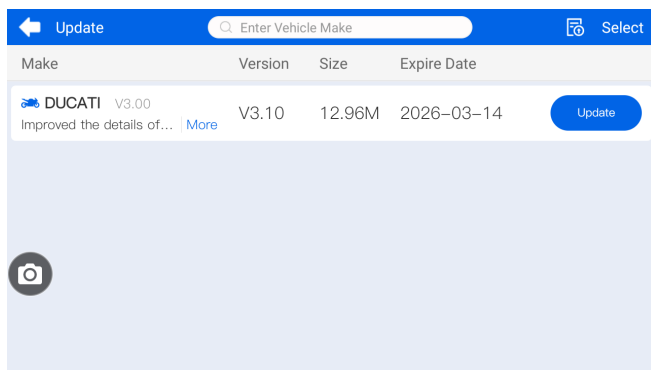 Update Enter Vehicle Make Select
Make Version Size Expire Date
DUCATI V3.00
Improved the details of... More
V3.10 12.96M 2026-03-14 Update